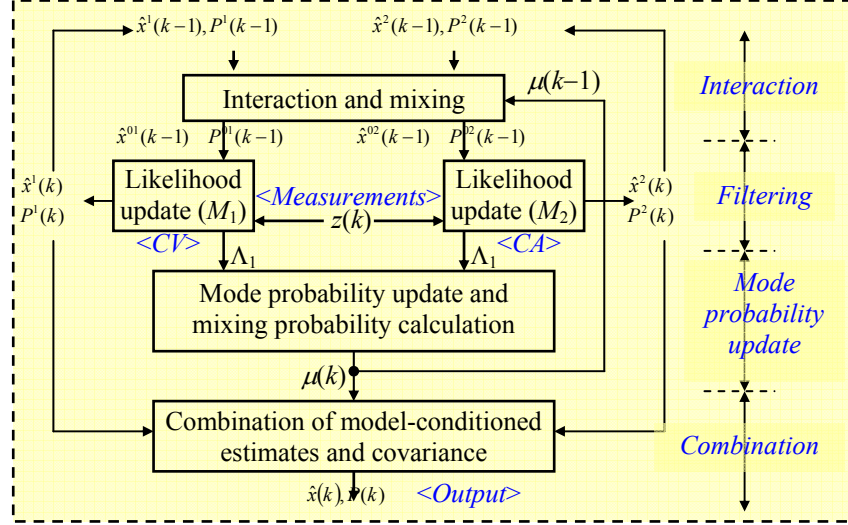 x̂¹(k−1), P¹(k−1)
x̂²(k−1), P²(k−1)
μ(k−1)
Interaction
Interaction and mixing
x̂⁰¹(k−1) P⁰¹(k−1)
x̂⁰²(k−1) P⁰²(k−1)
x̂¹(k)
P¹(k)
Likelihood
update (M₁)
<Measurements>
z(k)
Likelihood
update (M₂)
x̂²(k)
P²(k)
Filtering
<CV>
<CA>
Λ₁
Λ₁
Mode probability update and
mixing probability calculation
Mode
probability
update
μ(k)
Combination of model-conditioned
estimates and covariance
Combination
x̂(k), P(k)
<Output>